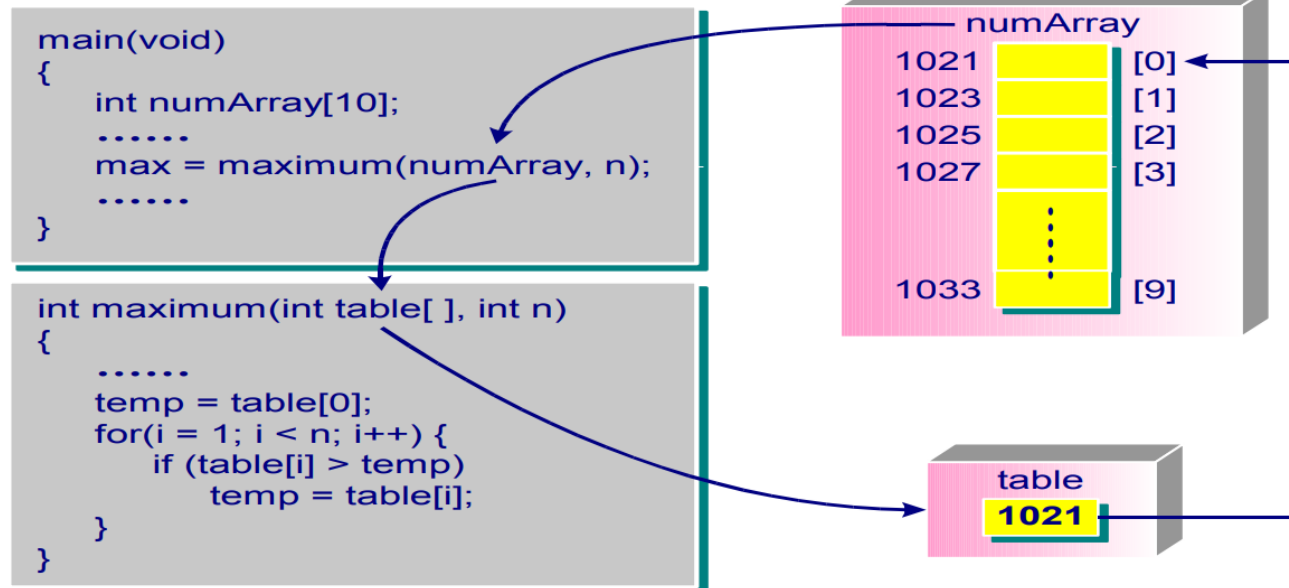 main(void)
{
int numArray[10];
......
max = maximum(numArray, n);
......
}
int maximum(int table[ ], int n)
{
......
temp = table[0];
for(i = 1; i < n; i++) {
if (table[i] > temp)
temp = table[i];
}
}
numArray
1021 [0]
1023 [1]
1025 [2]
1027 [3]
1033 [9]
table
1021